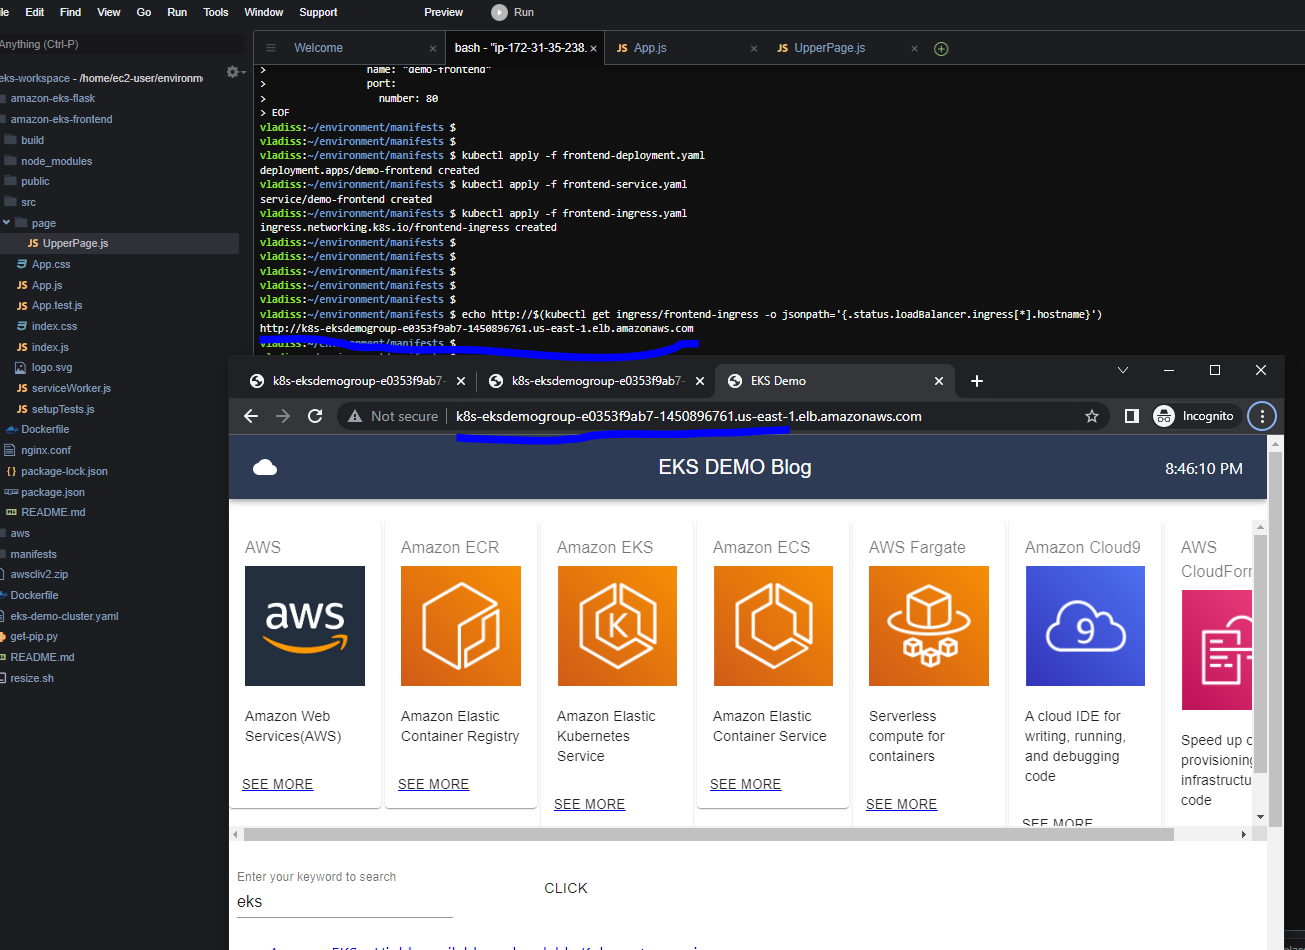 Edit Find View Go Run Tools Window Support Preview Run
Anything (Ctrl-P)
Welcome
bash - "ip-172-31-35-238.
JS App.js
JS UpperPage.js
eks-workspace - /home/ec2-user/environm
amazon-eks-flask
amazon-eks-frontend
build
node_modules
public
src
page
JS UpperPage.js
App.css
JS App.js
JS App.test.js
index.css
JS index.js
logo.svg
JS serviceWorker.js
JS setupTests.js
Dockerfile
nginx.conf
package-lock.json
package.json
README.md
aws
manifests
awscliv2.zip
Dockerfile
eks-demo-cluster.yaml
get-pip.py
README.md
resize.sh
> name: "demo-frontend"
> port:
> number: 80
> EOF
vladiss:~/environment/manifests $
vladiss:~/environment/manifests $
vladiss:~/environment/manifests $ kubectl apply -f frontend-deployment.yaml
deployment.apps/demo-frontend created
vladiss:~/environment/manifests $ kubectl apply -f frontend-service.yaml
service/demo-frontend created
vladiss:~/environment/manifests $ kubectl apply -f frontend-ingress.yaml
ingress.networking.k8s.io/frontend-ingress created
vladiss:~/environment/manifests $
vladiss:~/environment/manifests $
vladiss:~/environment/manifests $
vladiss:~/environment/manifests $
vladiss:~/environment/manifests $
vladiss:~/environment/manifests $ echo http://$(kubectl get ingress/frontend-ingress -o jsonpath='{.status.loadBalancer.ingress[*].hostname}')
http://k8s-eksdemogroup-e0353f9ab7-1450896761.us-east-1.elb.amazonaws.com
vladiss:~/environment/manifests $
k8s-eksdemogroup-e0353f9ab7-
k8s-eksdemogroup-e0353f9ab7-
EKS Demo
Not secure
k8s-eksdemogroup-e0353f9ab7-1450896761.us-east-1.elb.amazonaws.com
Incognito
EKS DEMO Blog
8:46:10 PM
AWS
aws
Amazon Web
Services(AWS)
SEE MORE
Amazon ECR
Amazon Elastic
Container Registry
SEE MORE
Amazon EKS
K
Amazon Elastic
Kubernetes
Service
SEE MORE
Amazon ECS
Amazon Elastic
Container Service
SEE MORE
AWS Fargate
Serverless
compute for
containers
SEE MORE
Amazon Cloud9
9
A cloud IDE for
writing, running,
and debugging
code
SEE MORE
AWS
CloudForm
Speed up c
provisioning
infrastructu
code
Enter your keyword to search
eks
CLICK